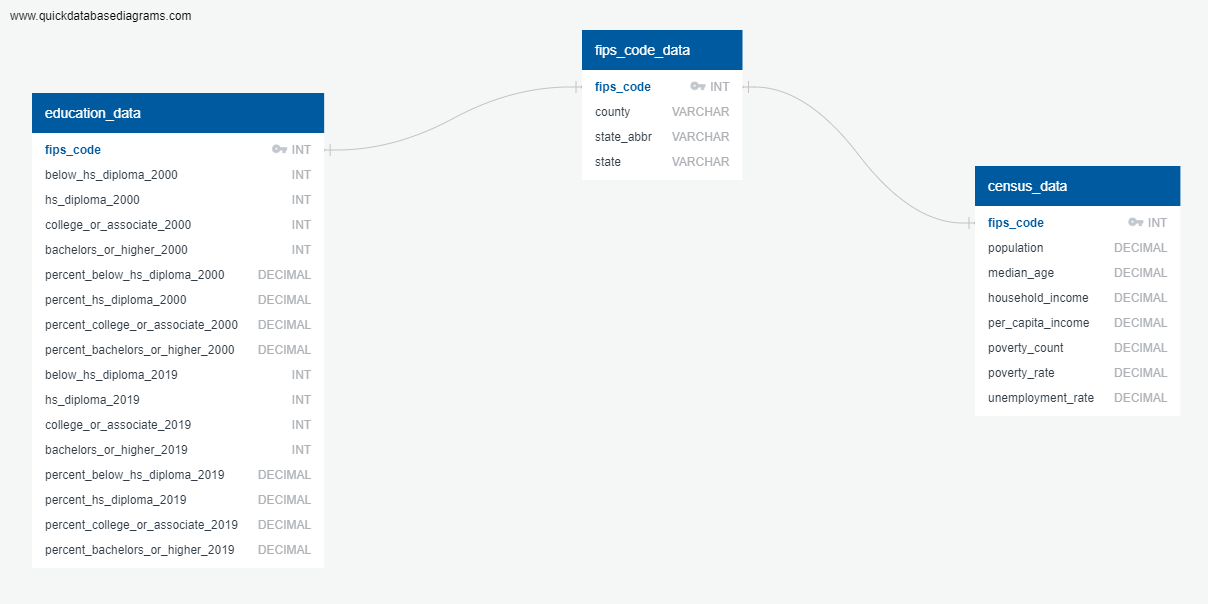 www.quickdatabasediagrams.com
education_data
fips_code INT
below_hs_diploma_2000 INT
hs_diploma_2000 INT
college_or_associate_2000 INT
bachelors_or_higher_2000 INT
percent_below_hs_diploma_2000 DECIMAL
percent_hs_diploma_2000 DECIMAL
percent_college_or_associate_2000 DECIMAL
percent_bachelors_or_higher_2000 DECIMAL
below_hs_diploma_2019 INT
hs_diploma_2019 INT
college_or_associate_2019 INT
bachelors_or_higher_2019 INT
percent_below_hs_diploma_2019 DECIMAL
percent_hs_diploma_2019 DECIMAL
percent_college_or_associate_2019 DECIMAL
percent_bachelors_or_higher_2019 DECIMAL
fips_code_data
fips_code INT
county VARCHAR
state_abbr VARCHAR
state VARCHAR
census_data
fips_code INT
population DECIMAL
median_age DECIMAL
household_income DECIMAL
per_capita_income DECIMAL
poverty_count DECIMAL
poverty_rate DECIMAL
unemployment_rate DECIMAL